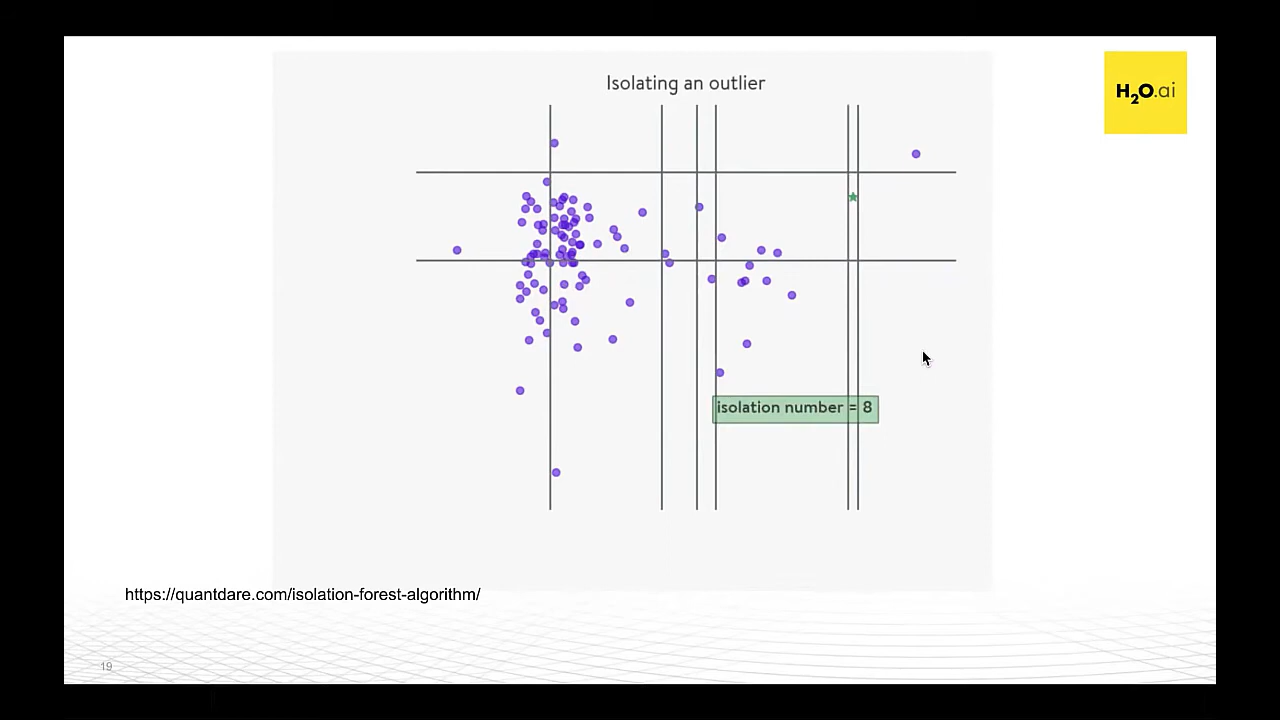 Isolating an outlier
H2O.ai
isolation number = 8
https://quantdare.com/isolation-forest-algorithm/
19